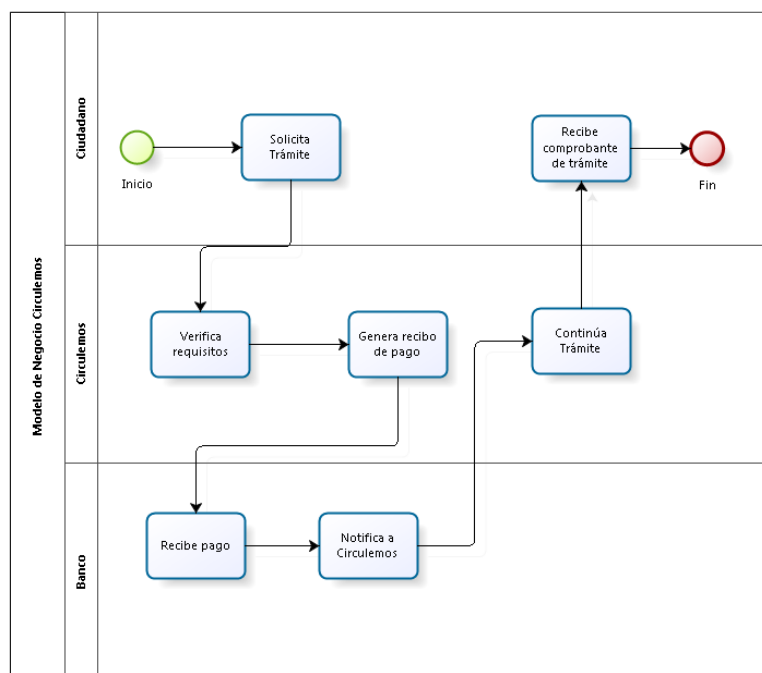 Modelo de Negocio Circulemos
Ciudadano
Inicio
Solicita
Trámite
Recibe
comprobante
de trámite
Fin
Circulemos
Verifica
requisitos
Genera recibo
de pago
Continúa
Trámite
Banco
Recibe pago
Notifica a
Circulemos